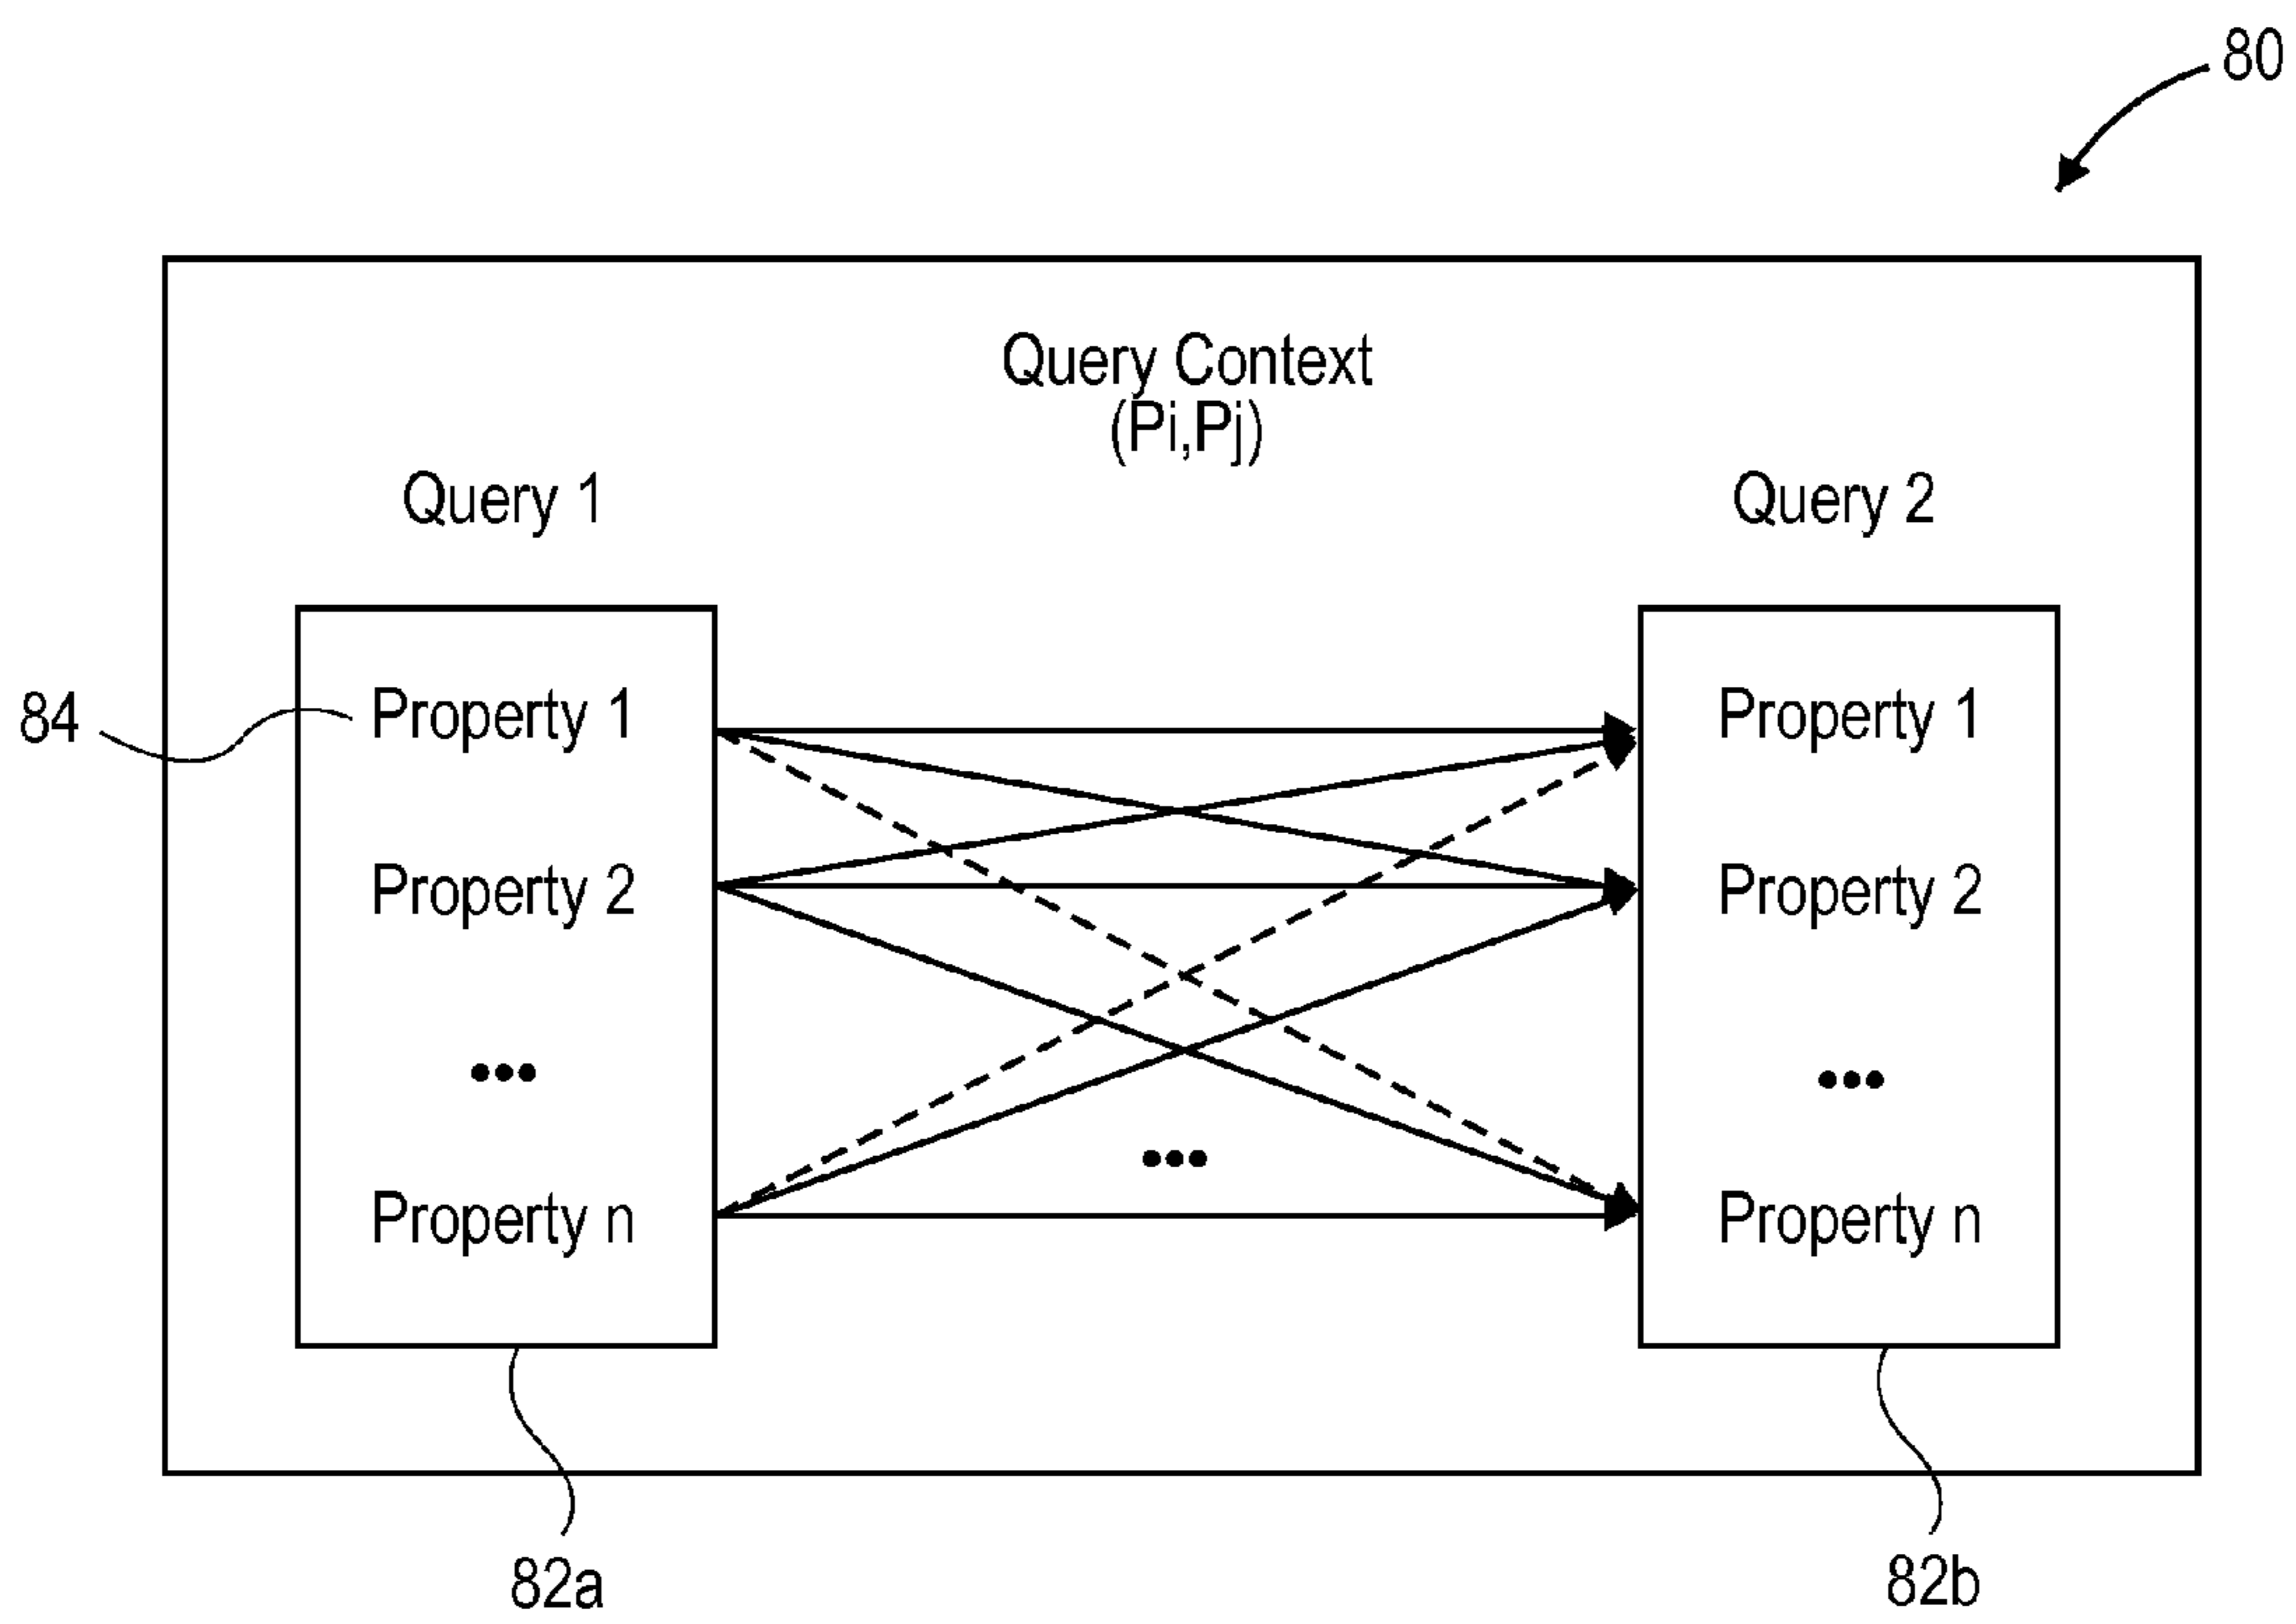 80
Query Context
(Pi,Pj)
Query 1
Query 2
84
Property 1
Property 1
Property 2
Property 2
•••
•••
•••
Property n
Property n
82a
82b